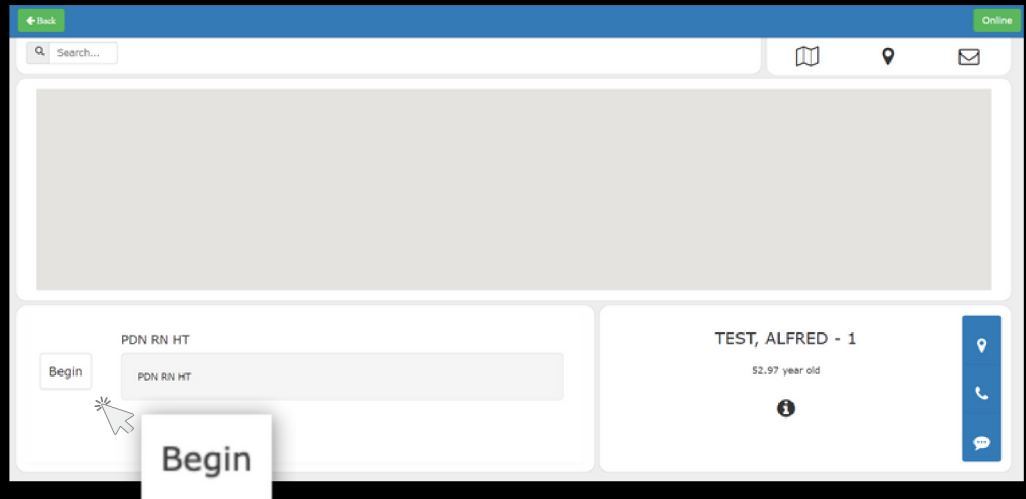 Back
Online
Search...
PDN RN HT
Begin
PDN RN HT
Begin
TEST, ALFRED - 1
52.97 year old